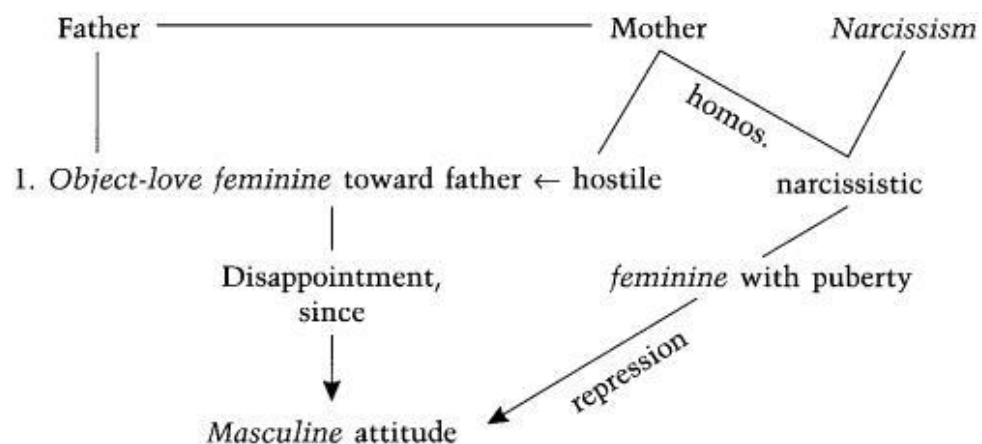 Father Mother Narcissism
homos.
1. Object-love feminine toward father ← hostile narcissistic
Disappointment,
since
feminine with puberty
repression
Masculine attitude